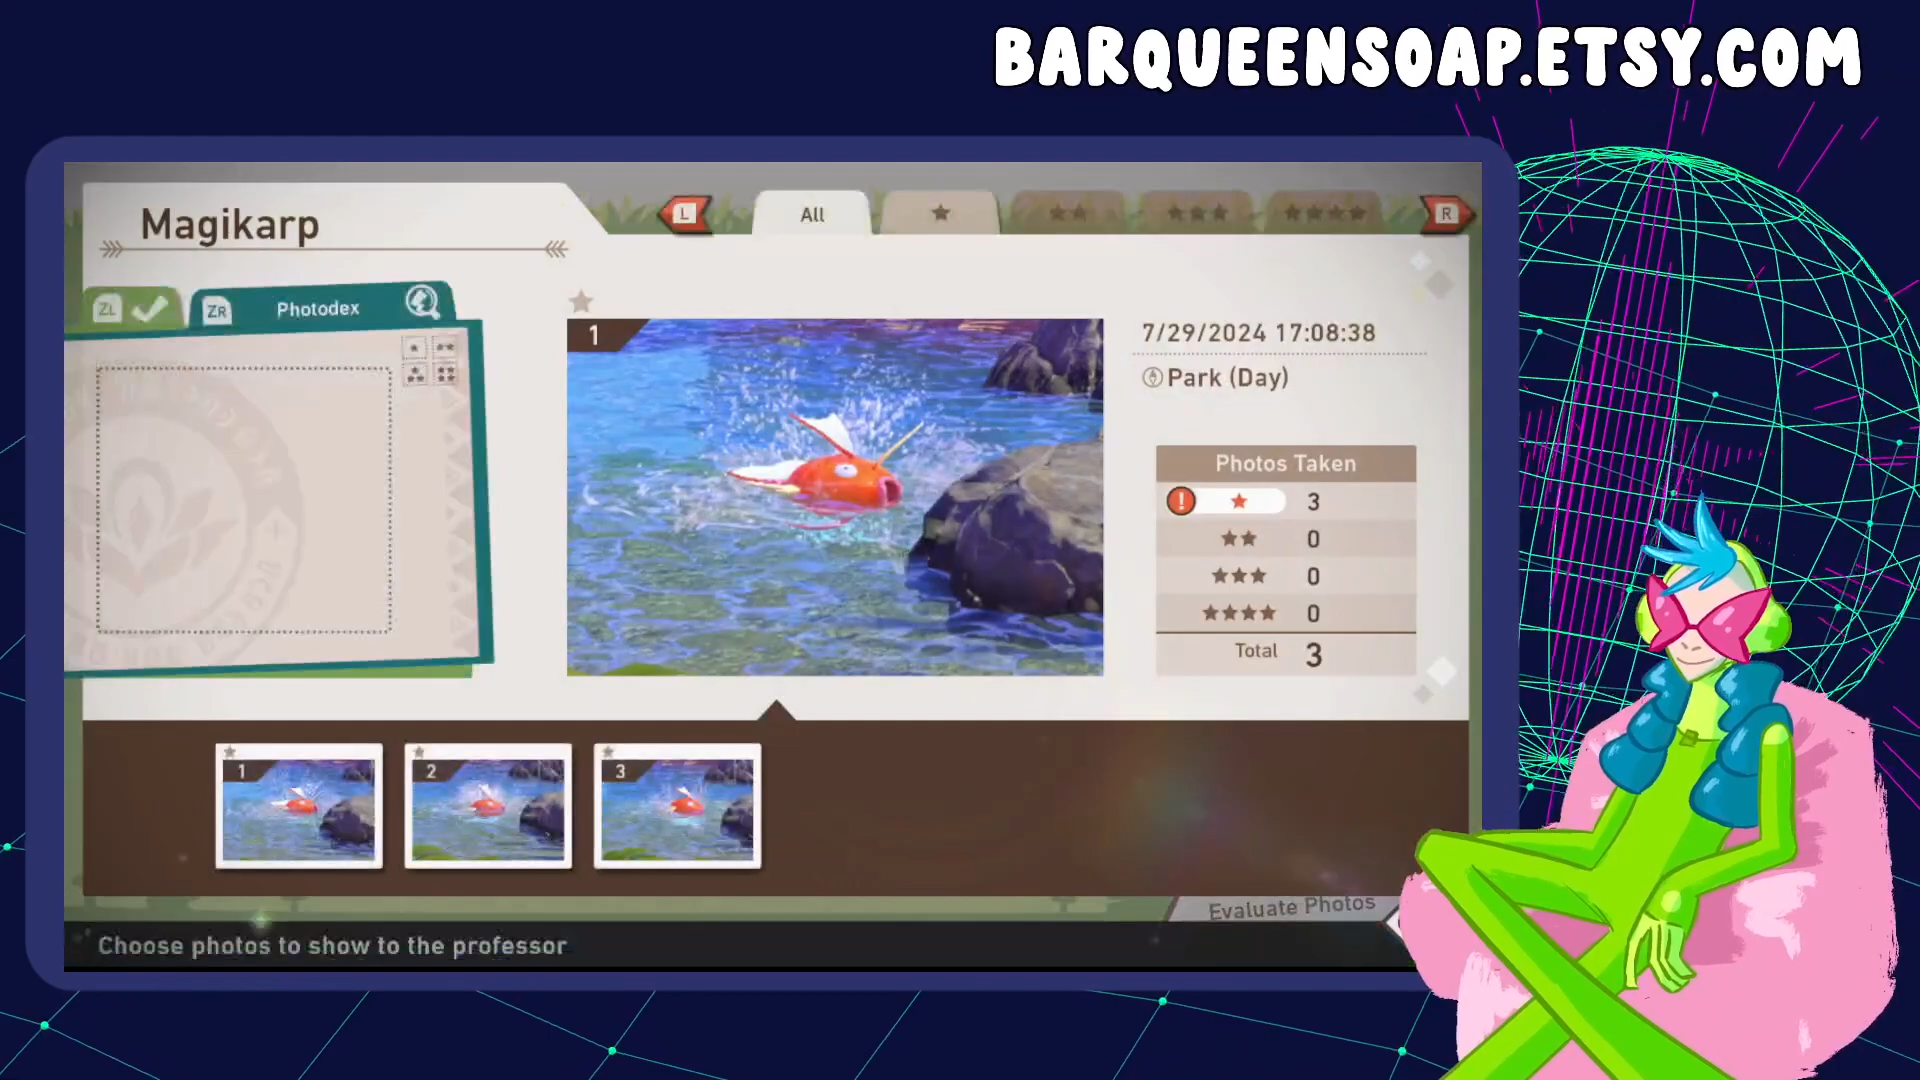 BARQUEENSOAP.ETSY.COM
Magikarp
L
All
R
ZL
ZR
Photodex
1
7/29/2024 17:08:38
Park (Day)
Photos Taken
! 3
0
0
0
Total 3
1
2
3
Evaluate Photos
Choose photos to show to the professor